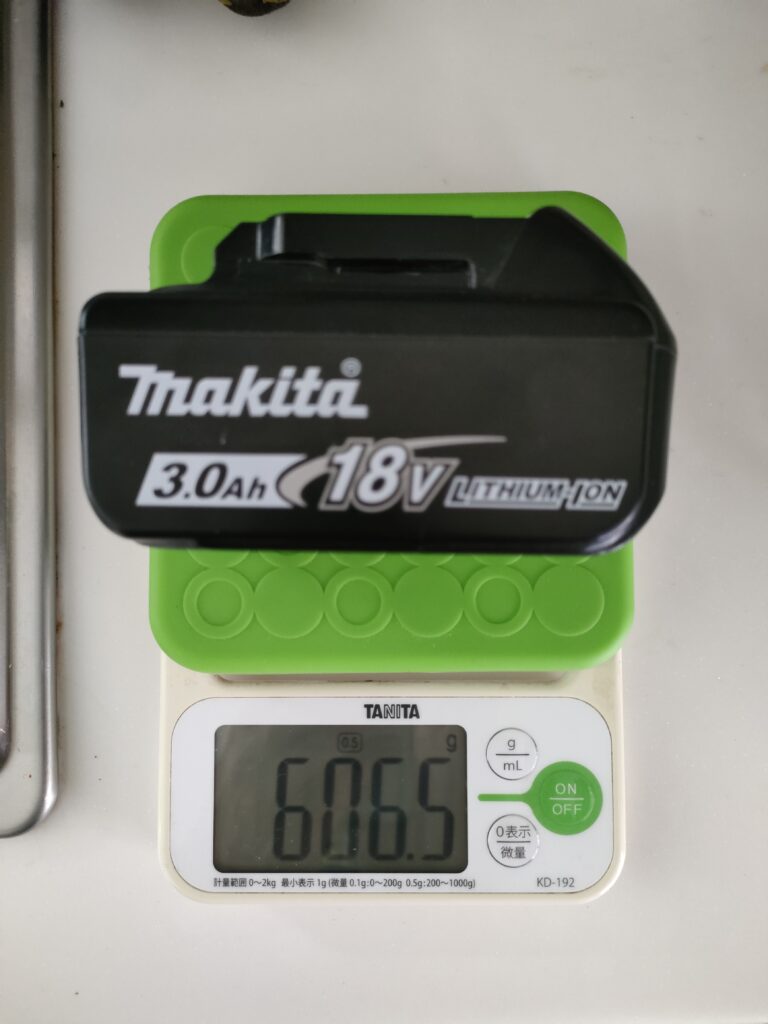 makita®
3.0Ah 18V LITHIUM-ION
TANITA
0.5 g
606.5
g
mL
ON
OFF
0表示
微量
計量範囲 0〜2kg 最小表示 1g (微量 0.1g:0〜200g 0.5g:200〜1000g)
KD-192